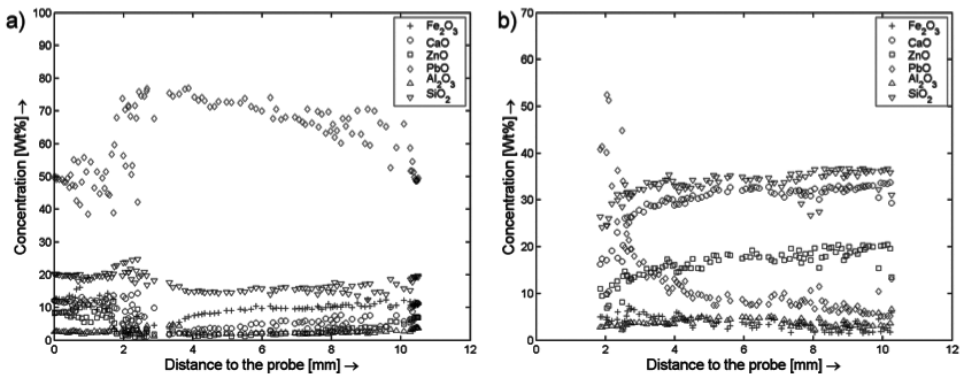 a)
100
90
80
70
60
50
40
30
20
10
0
Concentration [Wt%] →
0 2 4 6 8 10 12
Distance to the probe [mm] →
Fe₂O₃
CaO
ZnO
PbO
Al₂O₃
SiO₂
b)
70
60
50
40
30
20
10
0
Concentration [Wt%] →
0 2 4 6 8 10 12
Distance to the probe [mm] →
Fe₂O₃
CaO
ZnO
PbO
Al₂O₃
SiO₂